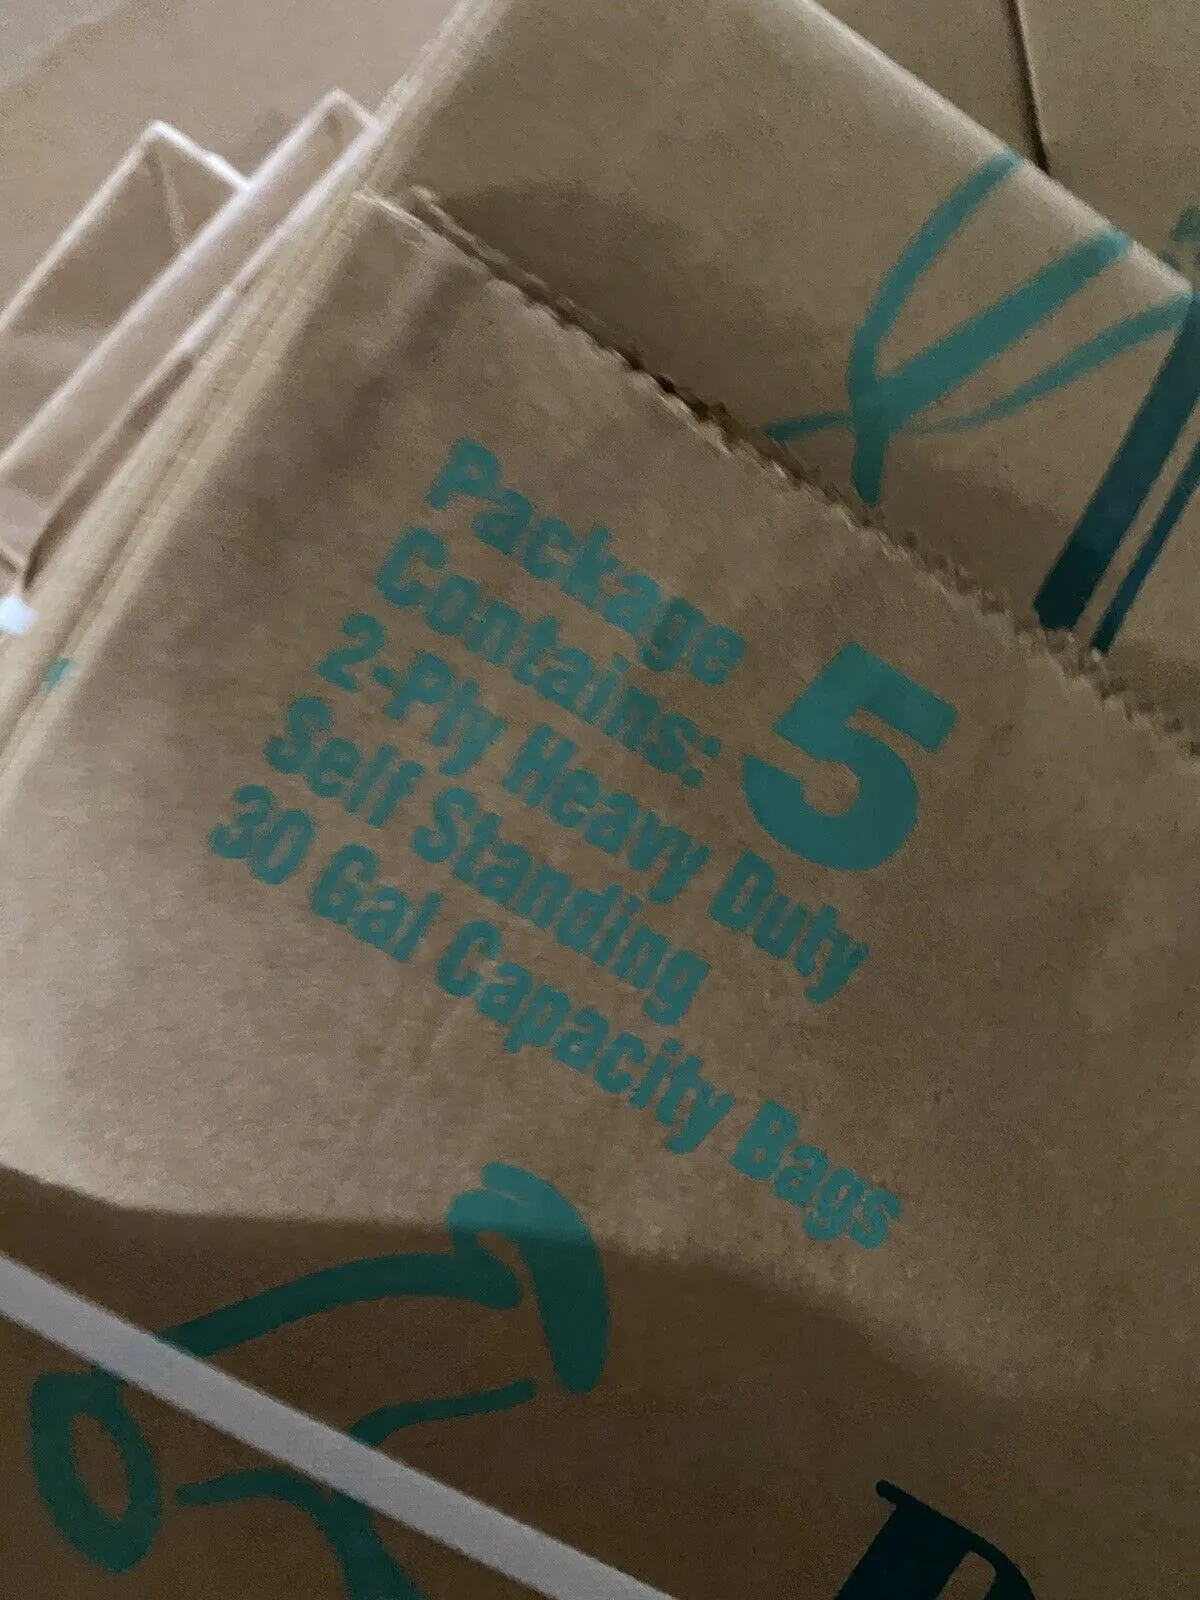 Package
Contains: 5
2-Ply Heavy Duty
Self Standing
30 Gal Capacity Bags